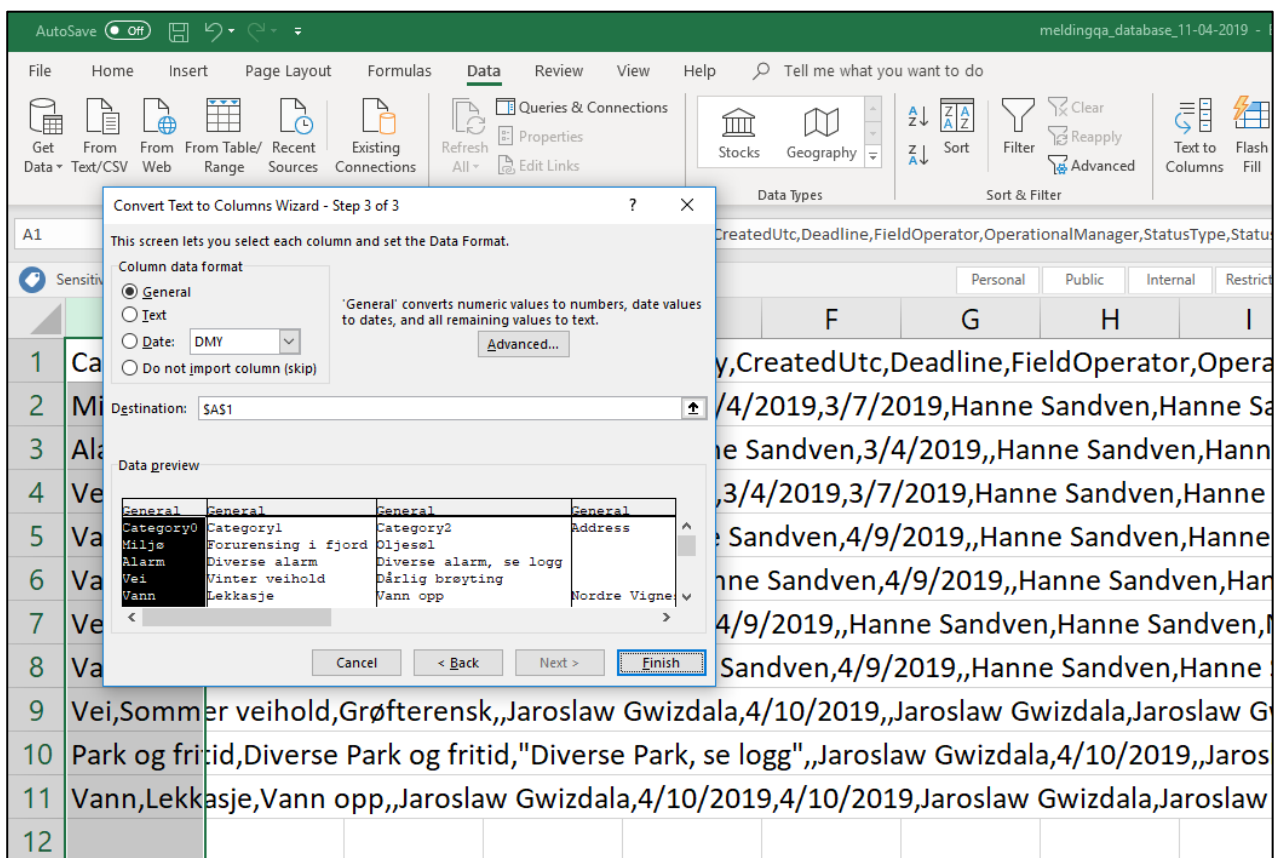 AutoSave Off meldingqa_database_11-04-2019 -
File Home Insert Page Layout Formulas Data Review View Help Tell me what you want to do
Get Data From Text/CSV From Web From Table/ Range Recent Sources Existing Connections
Refresh All Queries & Connections
Properties
Edit Links
Stocks Geography
Data Types
Sort Filter Clear
Reapply
Advanced
Sort & Filter
Text to Columns Flash Fill
Convert Text to Columns Wizard - Step 3 of 3 ? ×
A1 CreatedUtc,Deadline,FieldOperator,OperationalManager,StatusType,Status
This screen lets you select each column and set the Data Format.
Sensitiv Personal Public Internal Restrict
Column data format
General
Text
Date: DMY
Do not import column (skip)
'General' converts numeric values to numbers, date values
to dates, and all remaining values to text.
Advanced...
Destination: $A$1
Data preview
General General General General
Category0 Category1 Category2 Address
Miljø Forurensing i fjord Oljesøl
Alarm Diverse alarm Diverse alarm, se logg
Vei Vinter veihold Dårlig brøyting
Vann Lekkasje Vann opp Nordre Vignes
Cancel < Back Next > Finish
F G H I
1 Ca y,CreatedUtc,Deadline,FieldOperator,Opera
2 Mi /4/2019,3/7/2019,Hanne Sandven,Hanne Sa
3 Ala ne Sandven,3/4/2019,,Hanne Sandven,Hann
4 Ve ,3/4/2019,3/7/2019,Hanne Sandven,Hanne
5 Va e Sandven,4/9/2019,,Hanne Sandven,Hanne
6 Va nne Sandven,4/9/2019,,Hanne Sandven,Han
7 Ve 4/9/2019,,Hanne Sandven,Hanne Sandven,
8 Va Sandven,4/9/2019,,Hanne Sandven,Hanne
9 Vei,Sommer veihold,Grøfterensk,,Jaroslaw Gwizdala,4/10/2019,,Jaroslaw Gwizdala,Jaroslaw G
10 Park og fritid,Diverse Park og fritid,"Diverse Park, se logg",,Jaroslaw Gwizdala,4/10/2019,,Jaros
11 Vann,Lekkasje,Vann opp,,Jaroslaw Gwizdala,4/10/2019,4/10/2019,Jaroslaw Gwizdala,Jaroslaw
12